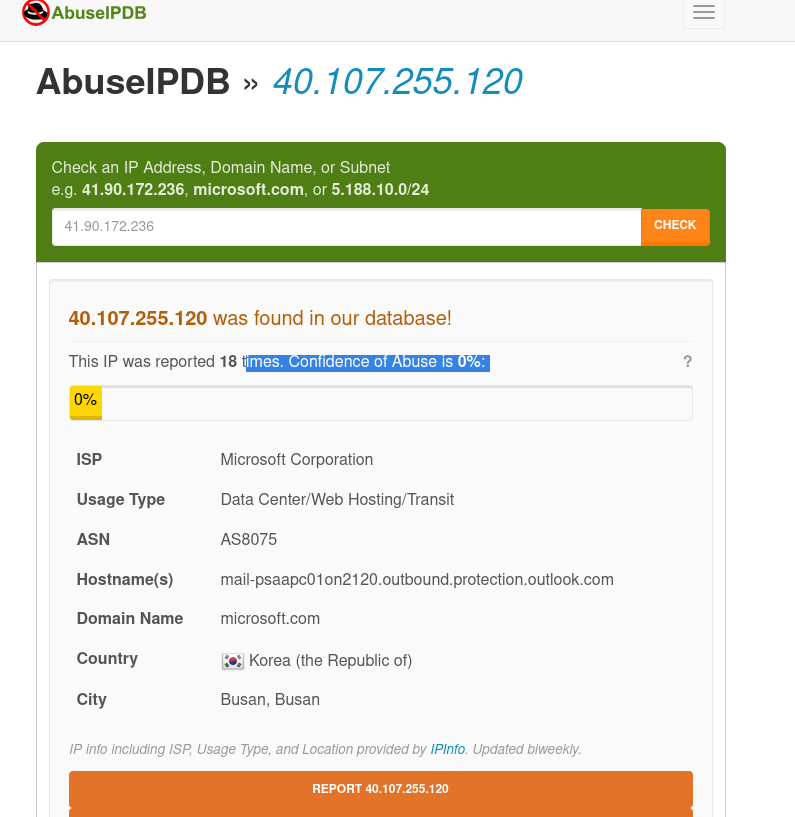 AbuseIPDB
AbuseIPDB » 40.107.255.120
Check an IP Address, Domain Name, or Subnet
e.g. 41.90.172.236, microsoft.com, or 5.188.10.0/24
41.90.172.236 CHECK
40.107.255.120 was found in our database!
This IP was reported 18 times. Confidence of Abuse is 0%: ?
0%
ISP Microsoft Corporation
Usage Type Data Center/Web Hosting/Transit
ASN AS8075
Hostname(s) mail-psaapc01on2120.outbound.protection.outlook.com
Domain Name microsoft.com
Country Korea (the Republic of)
City Busan, Busan
IP info including ISP, Usage Type, and Location provided by IPInfo. Updated biweekly.
REPORT 40.107.255.120